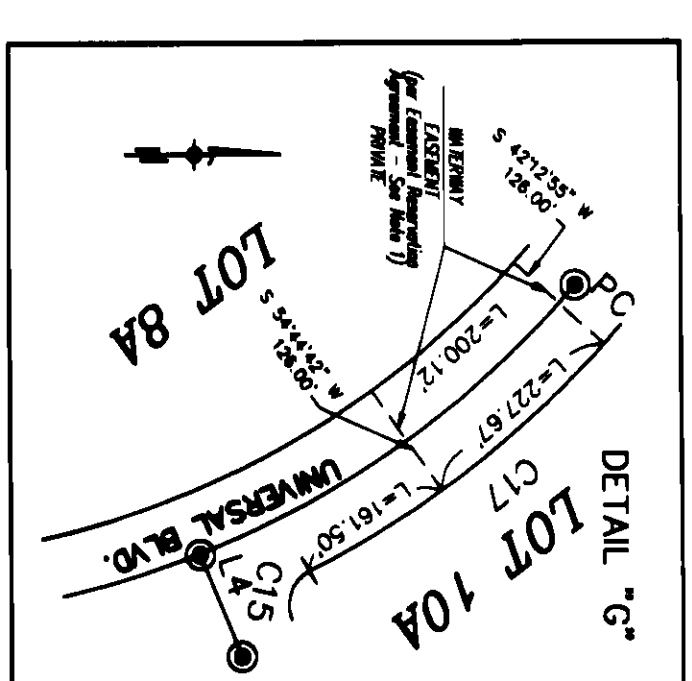 DETAIL "G"
WATERWAY
EASEMENT
(per Easement Reservation
Agreement - See Note 1)
PRIVATE
S 42°12'55" W
126.00'
PC
LOT 8A
S 54°44'42" W
126.00'
L=200.12'
L=227.67'
C17
LOT 10A
L=161.50'
UNIVERSAL BLVD.
C15
L4